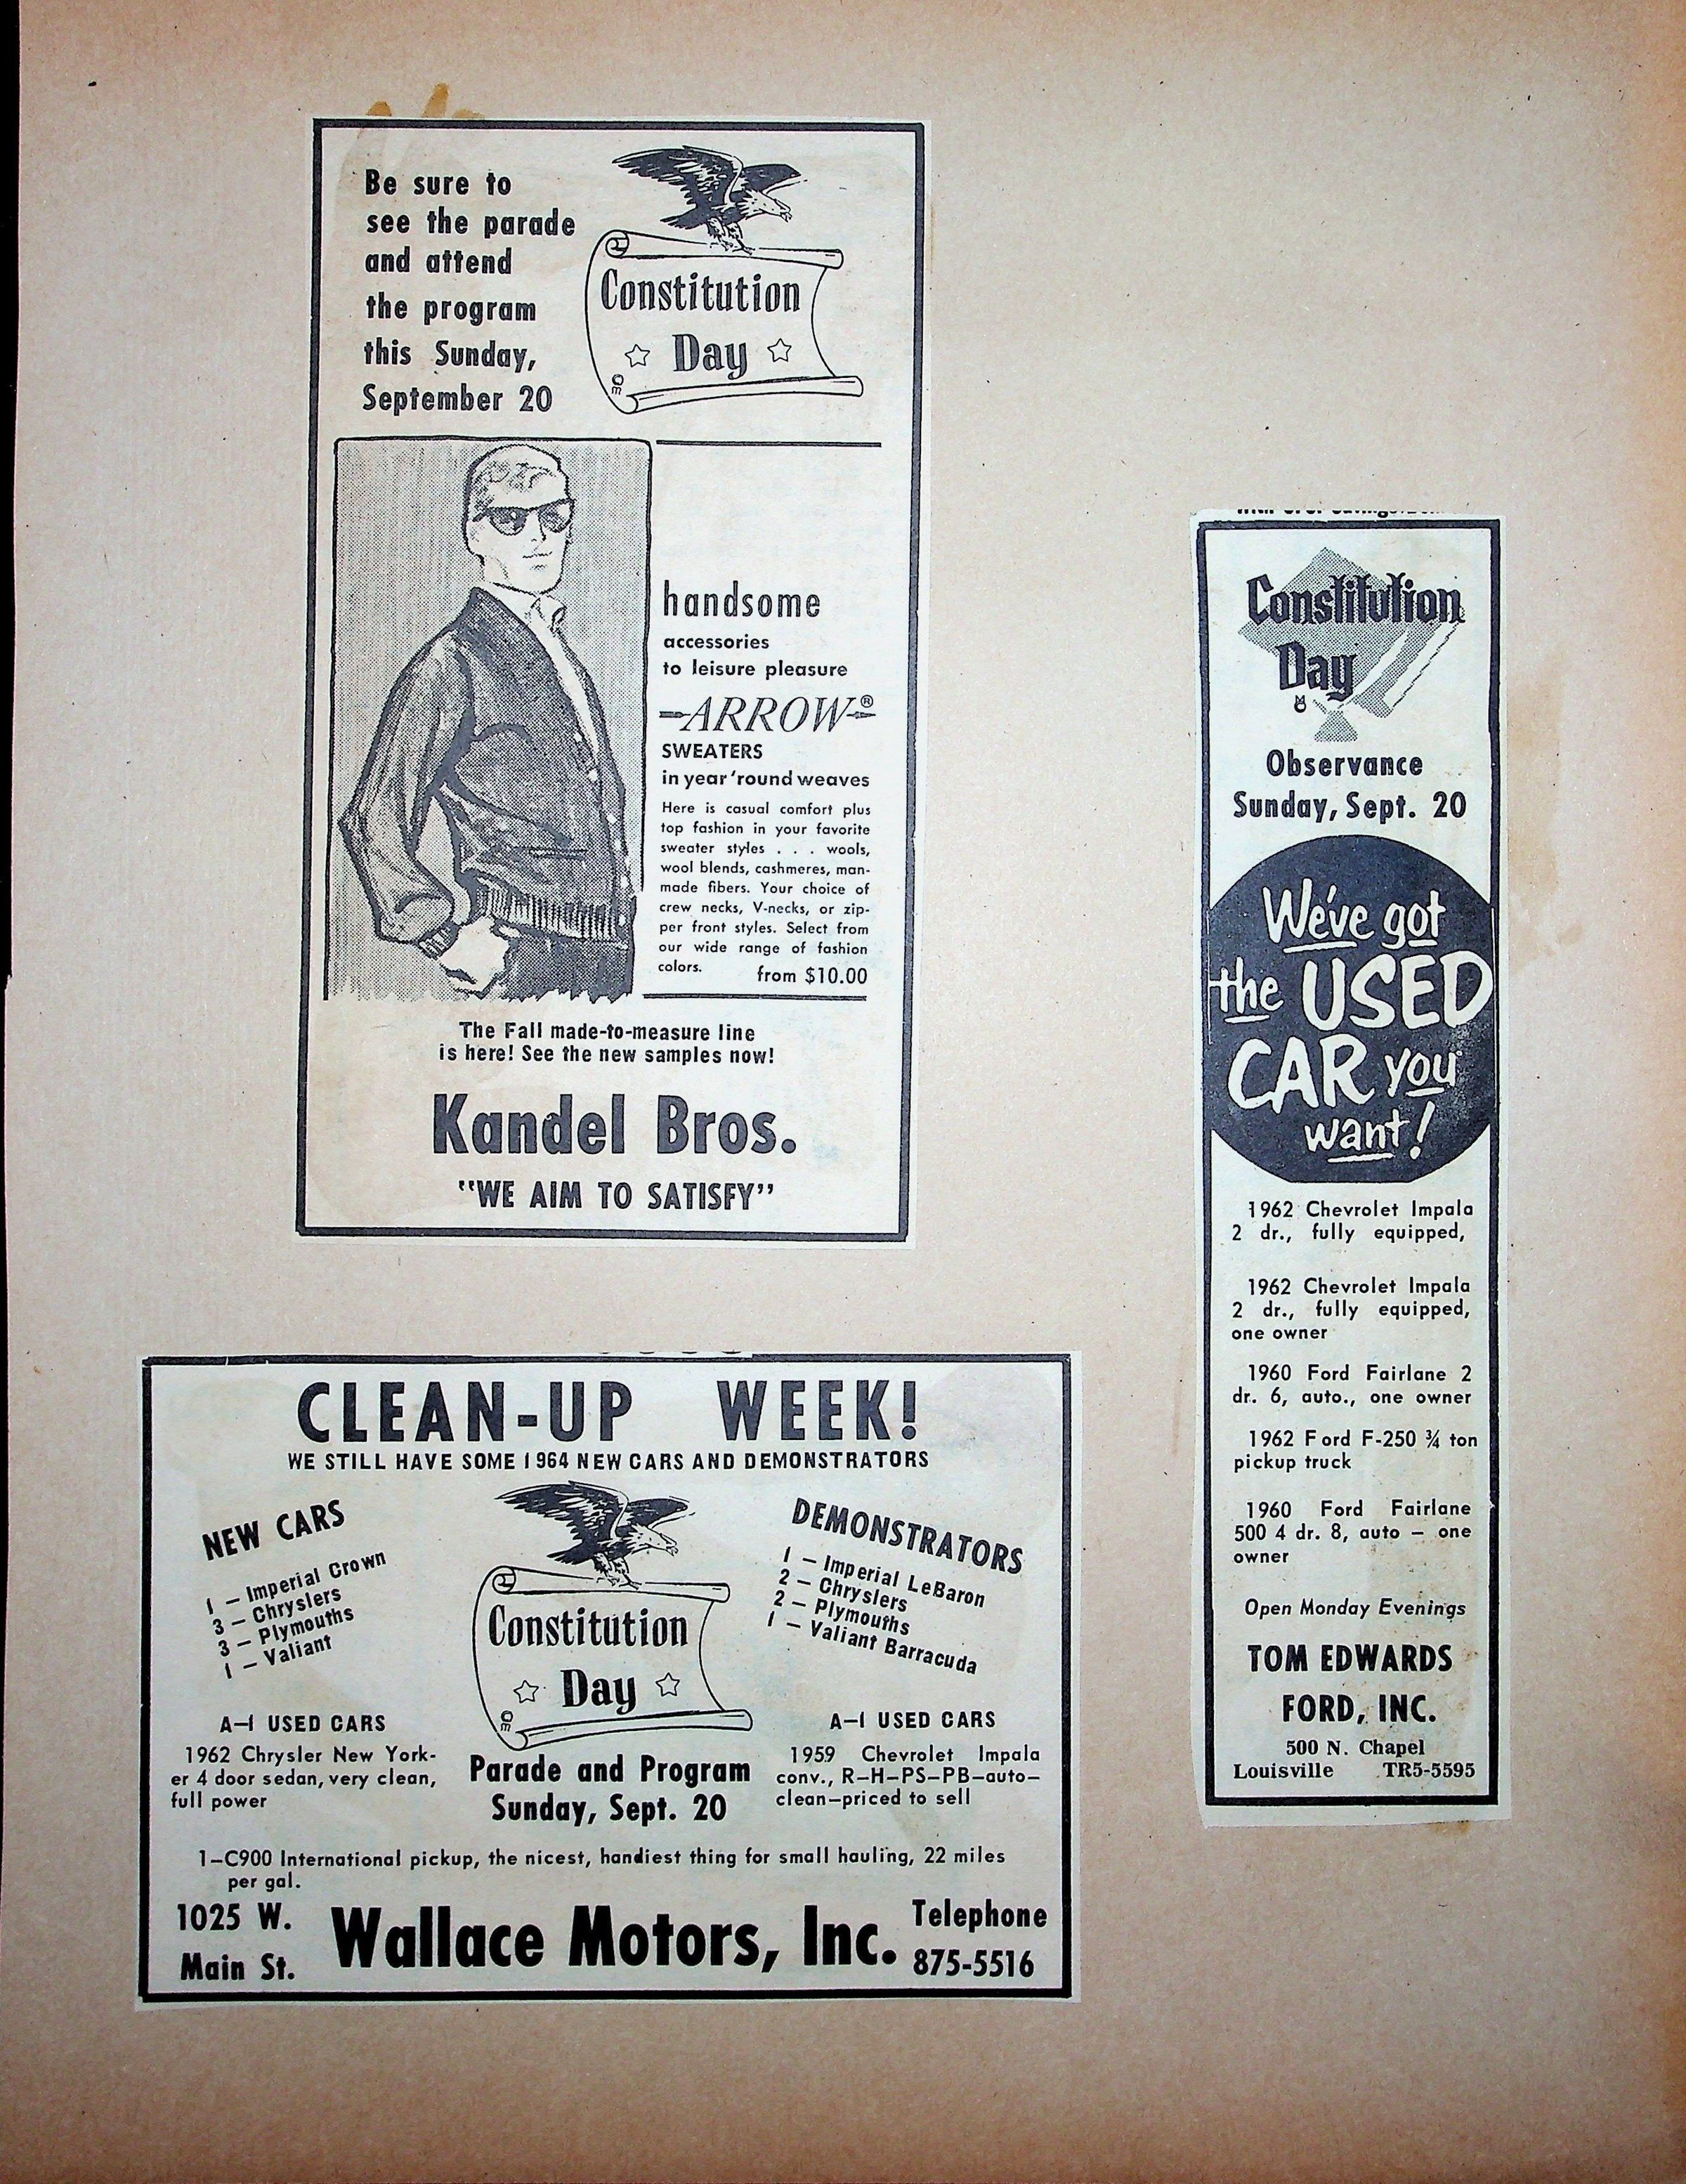 Be sure to
see the parade
and attend
the program
this Sunday,
September 20
Constitution
Day
handsome
accessories
to leisure pleasure
ARROW®
SWEATERS
in year 'round weaves
Here is casual comfort plus
top fashion in your favorite
sweater styles . . . wools,
wool blends, cashmeres, man-
made fibers. Your choice of
crew necks, V-necks, or zip-
per front styles. Select from
our wide range of fashion
colors. from $10.00
The Fall made-to-measure line
is here! See the new samples now!
Kandel Bros.
"WE AIM TO SATISFY"
Constitution
Day
Observance
Sunday, Sept. 20
We've got
the USED
CAR you
want!
1962 Chevrolet Impala
2 dr., fully equipped,
1962 Chevrolet Impala
2 dr., fully equipped,
one owner
1960 Ford Fairlane 2
dr. 6, auto., one owner
1962 Ford F-250 ¾ ton
pickup truck
1960 Ford Fairlane
500 4 dr. 8, auto – one
owner
Open Monday Evenings
TOM EDWARDS
FORD, INC.
500 N. Chapel
Louisville TR5-5595
CLEAN-UP WEEK!
WE STILL HAVE SOME 1964 NEW CARS AND DEMONSTRATORS
NEW CARS
1 – Imperial Crown
3 – Chryslers
3 – Plymouths
1 – Valiant
A–1 USED CARS
1962 Chrysler New York-
er 4 door sedan, very clean,
full power
Constitution
Day
Parade and Program
Sunday, Sept. 20
DEMONSTRATORS
1 – Imperial LeBaron
2 – Chryslers
2 – Plymouths
1 – Valiant Barracuda
A–1 USED CARS
1959 Chevrolet Impala
conv., R–H–PS–PB–auto–
clean–priced to sell
1–C900 International pickup, the nicest, handiest thing for small hauling, 22 miles
per gal.
1025 W.
Main St.
Wallace Motors, Inc.
Telephone
875-5516